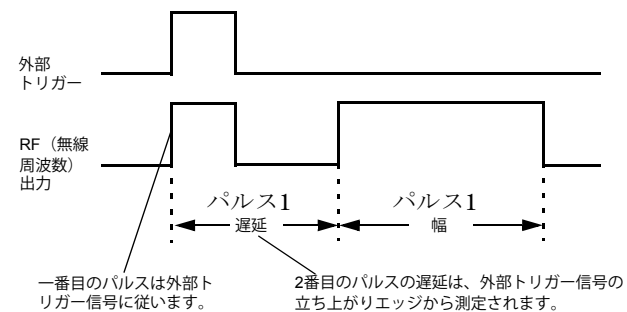 外部
トリガー
RF（無線
周波数）
出力
パルス1
遅延
パルス1
幅
一番目のパルスは外部ト
リガー信号に従います。
2番目のパルスの遅延は、外部トリガー信号の
立ち上がりエッジから測定されます。